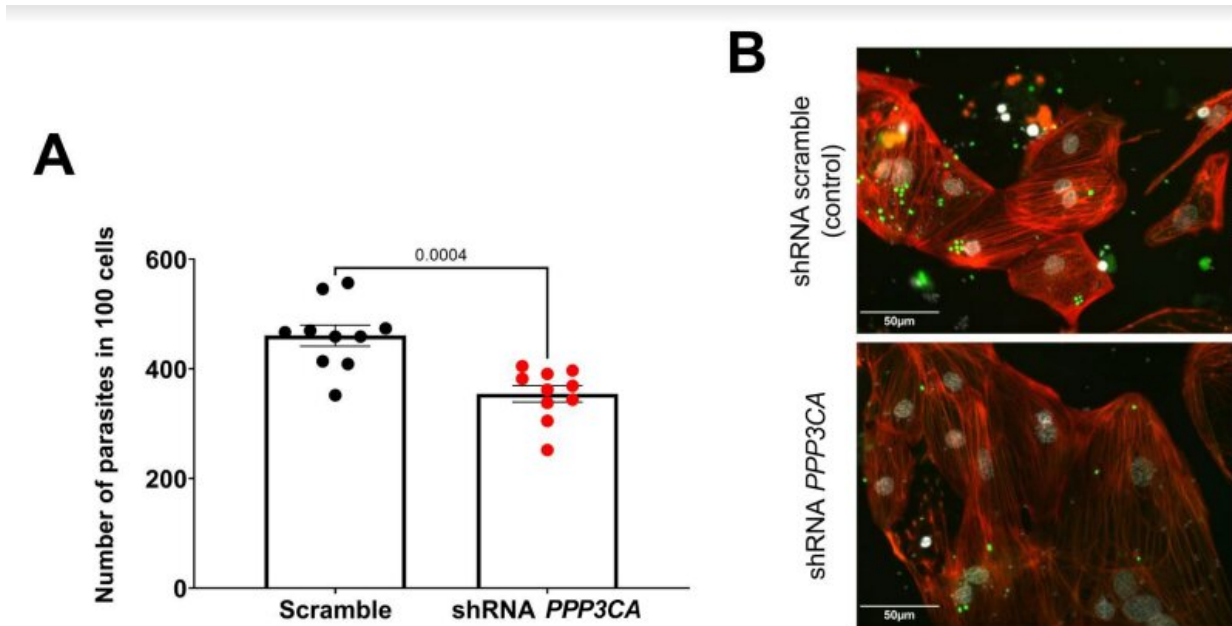 A
Number of parasites in 100 cells
600
400
200
0
0.0004
Scramble
shRNA PPP3CA
B
shRNA scramble
(control)
50μm
shRNA PPP3CA
50μm